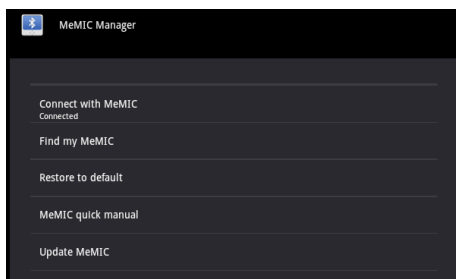 MeMIC Manager
Connect with MeMIC
Connected
Find my MeMIC
Restore to default
MeMIC quick manual
Update MeMIC